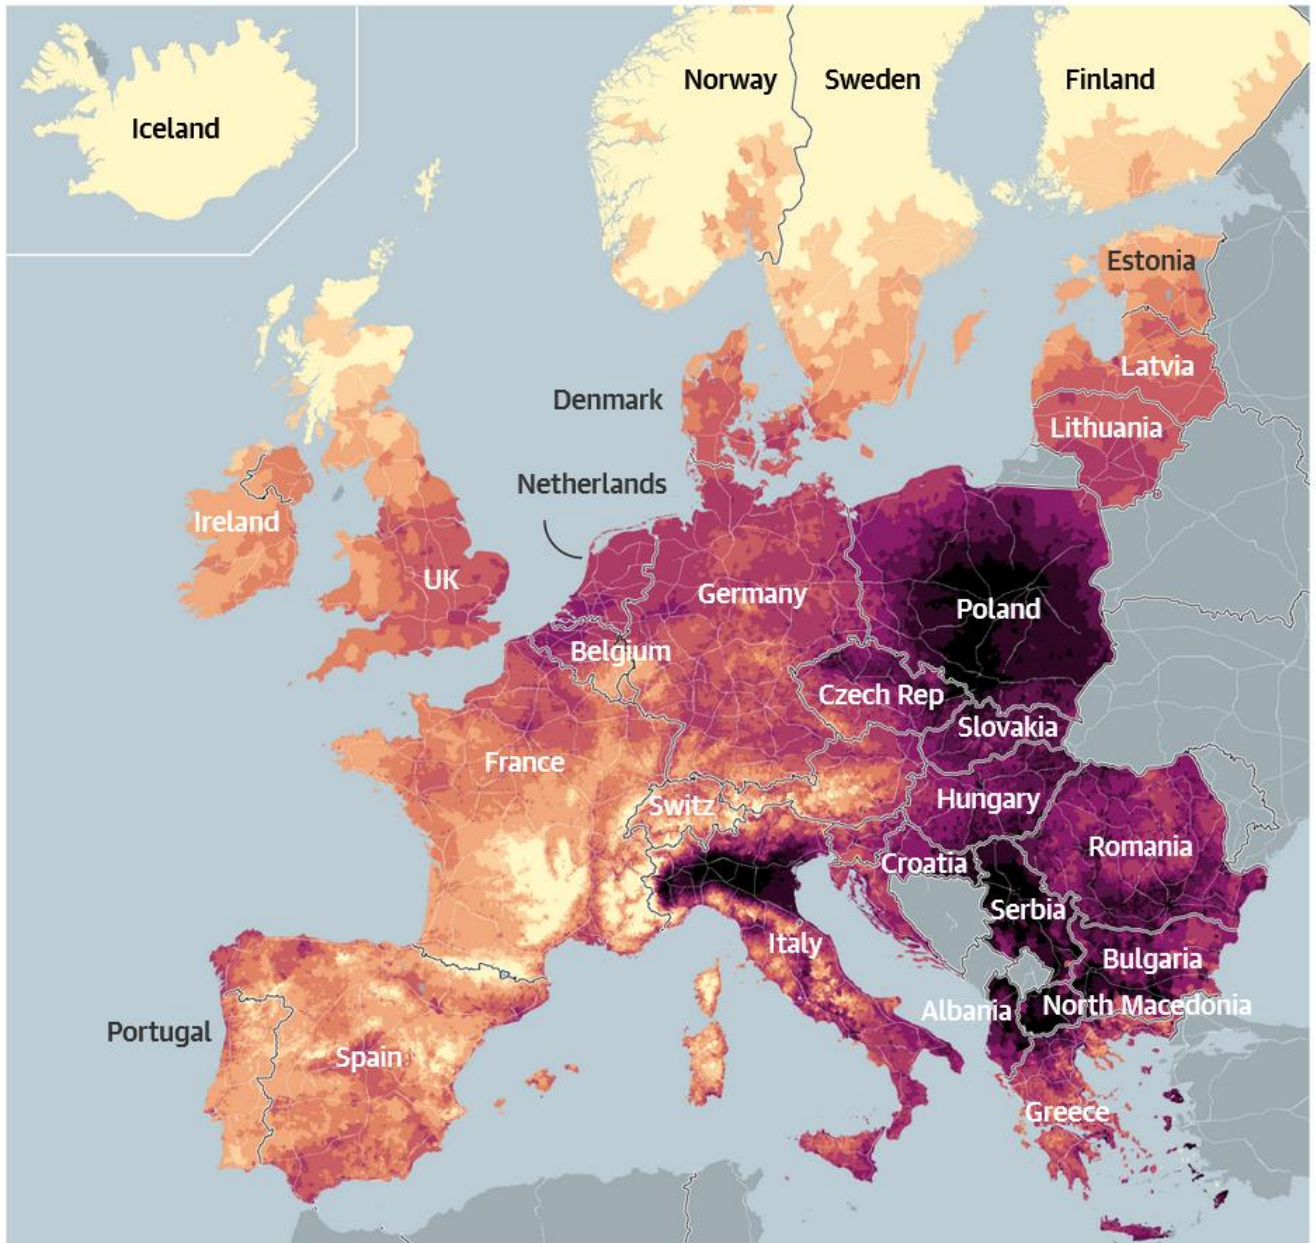 Norway
Sweden
Finland
Iceland
Estonia
Latvia
Denmark
Lithuania
Netherlands
Ireland
UK
Germany
Poland
Belgium
Czech Rep
Slovakia
France
Switz
Hungary
Romania
Croatia
Serbia
Italy
Bulgaria
Albania
North Macedonia
Portugal
Spain
Greece